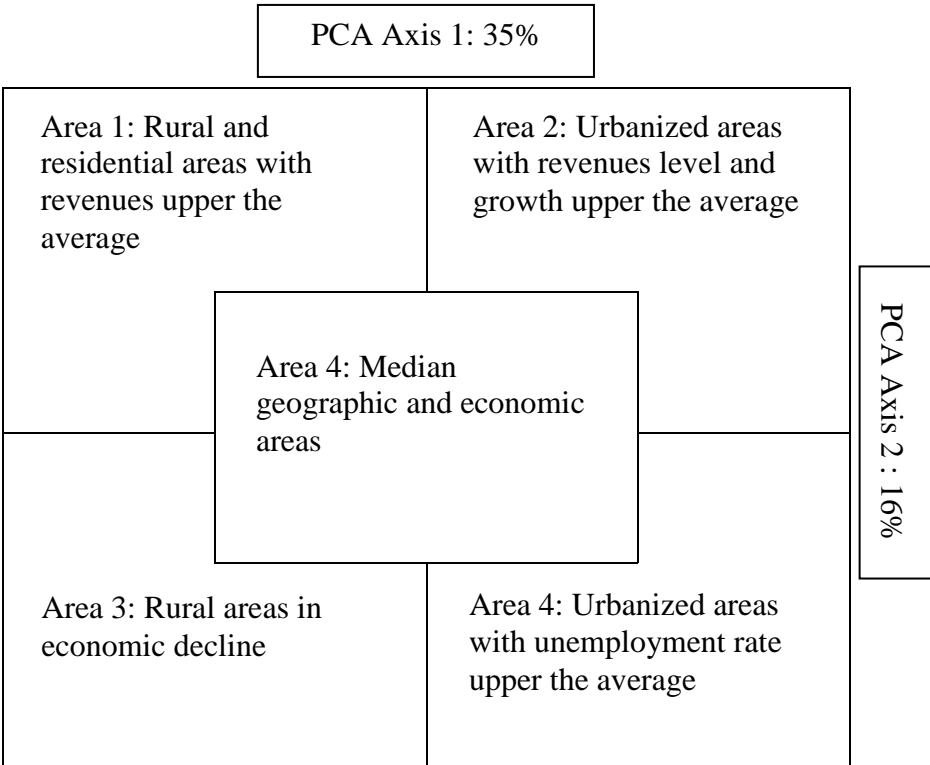 PCA Axis 1: 35%
Area 1: Rural and
residential areas with
revenues upper the
average
Area 2: Urbanized areas
with revenues level and
growth upper the average
PCA Axis 2 : 16%
Area 4: Median
geographic and economic
areas
Area 3: Rural areas in
economic decline
Area 4: Urbanized areas
with unemployment rate
upper the average